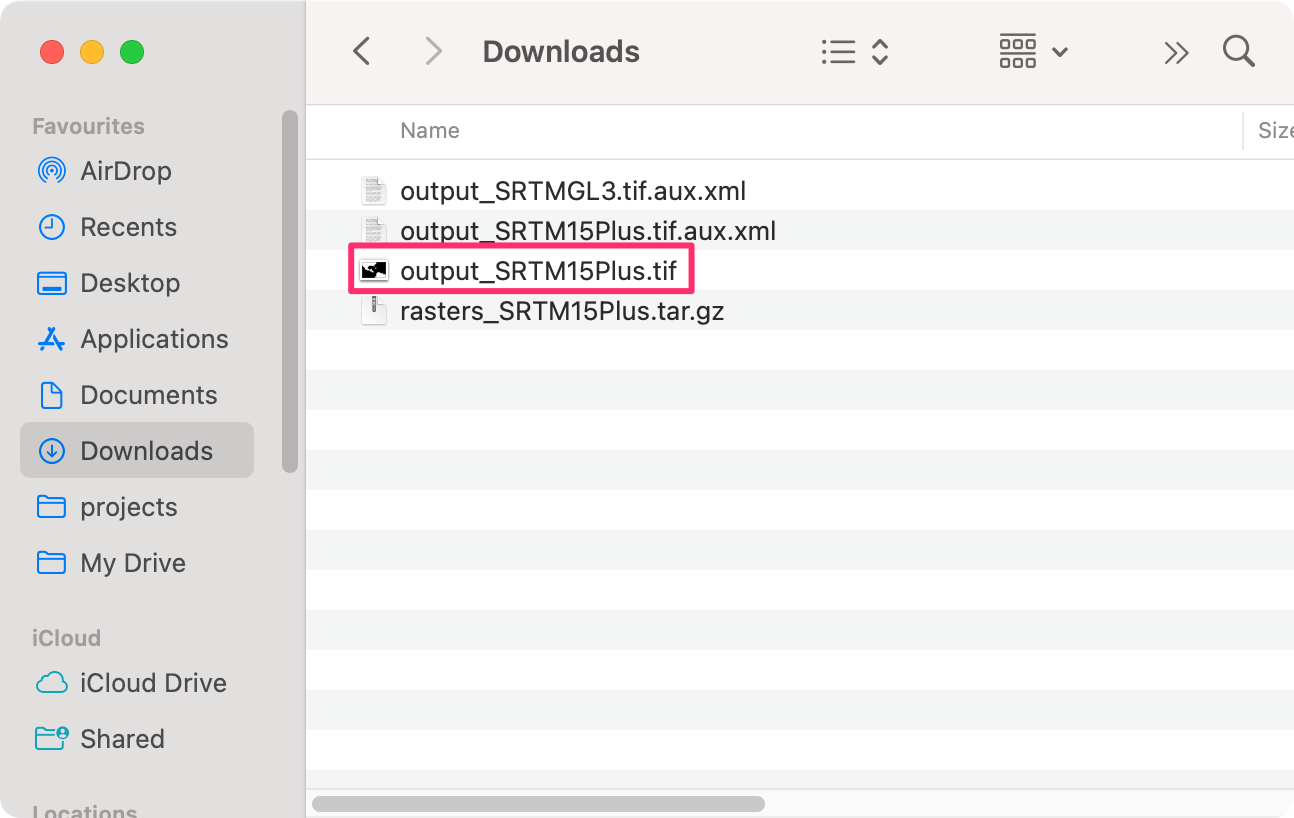 Downloads
Favourites
AirDrop
Recents
Desktop
Applications
Documents
Downloads
projects
My Drive
iCloud
iCloud Drive
Shared
Locations
Name
Size
output_SRTMGL3.tif.aux.xml
output_SRTM15Plus.tif.aux.xml
output_SRTM15Plus.tif
rasters_SRTM15Plus.tar.gz